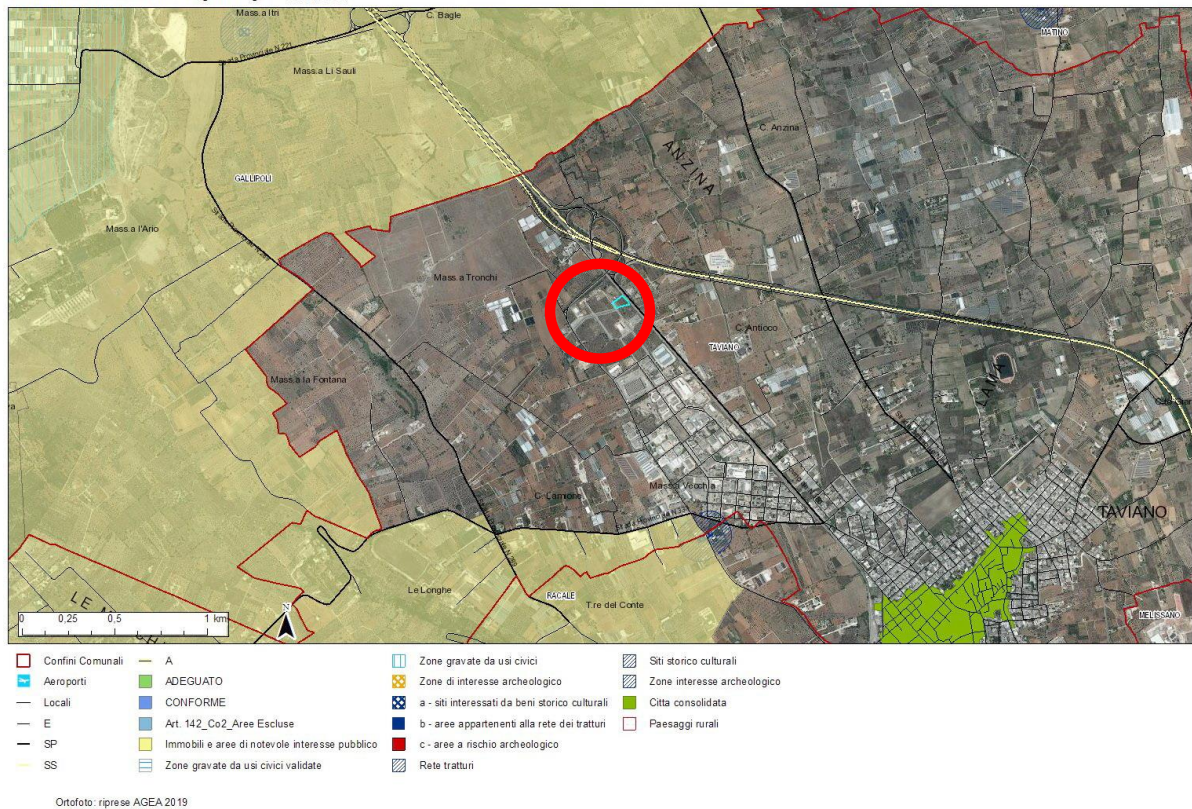 Mass.a Itri
C. Bagle
MATINO
Mass.a Li Sauli
C. Anzina
ANZINA
GALLIPOLI
Mass.a l'Ario
Mass.a Tronchi
C. Antioco
TAVIANO
Mass.a la Fontana
LAMA
C. Lamione
Mass.a Vecchia
TAVIANO
Le Longhe
RACALE
T.re del Conte
MELISSANO
N
0 0,25 0,5 1 km
Confini Comunali
Aeroporti
Locali
E
SP
SS
A
ADEGUATO
CONFORME
Art. 142_Co2_Aree Escluse
Immobili e aree di notevole interesse pubblico
Zone gravate da usi civici validate
Zone gravate da usi civici
Zone di interesse archeologico
a - siti interessati da beni storico culturali
b - aree appartenenti alla rete dei tratturi
c - aree a rischio archeologico
Rete tratturi
Siti storico culturali
Zone interesse archeologico
Citta consolidata
Paesaggi rurali
Ortofoto: riprese AGEA 2019